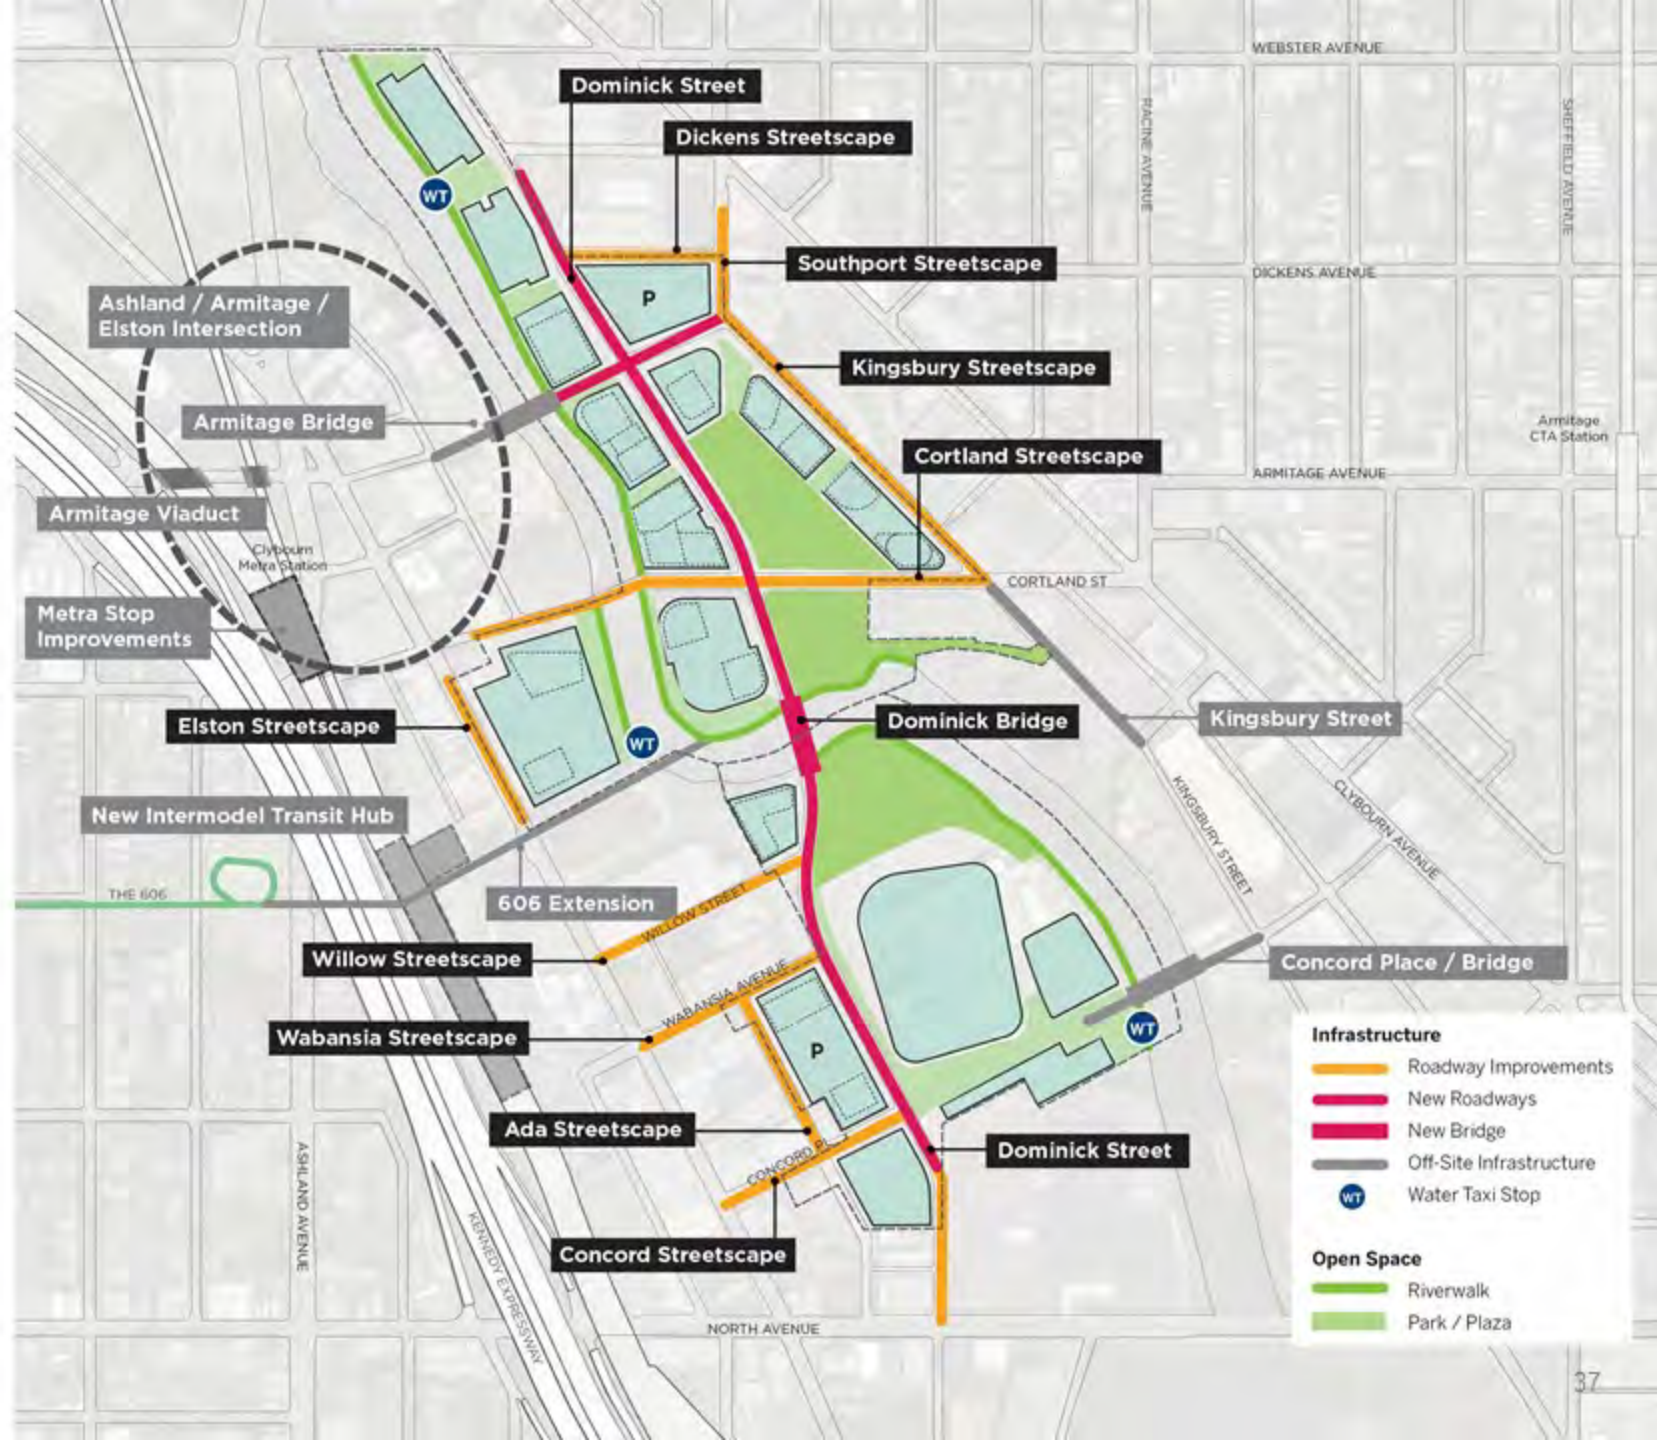 WEBSTER AVENUE
Dominick Street
RACINE AVENUE
SHEFFIELD AVENUE
Dickens Streetscape
WT
Southport Streetscape
DICKENS AVENUE
P
Ashland / Armitage /
Elston Intersection
Kingsbury Streetscape
Armitage Bridge
Armitage
CTA Station
Cortland Streetscape
ARMITAGE AVENUE
Armitage Viaduct
Clybourn
Metra Station
CORTLAND ST
Metra Stop
Improvements
Elston Streetscape
WT
Dominick Bridge
Kingsbury Street
New Intermodel Transit Hub
KINGSBURY STREET
CLYBOURN AVENUE
THE 606
606 Extension
WILLOW STREET
Willow Streetscape
Concord Place / Bridge
WABANSIA AVENUE
Wabansia Streetscape
P
WT
Infrastructure
Roadway Improvements
New Roadways
New Bridge
Off-Site Infrastructure
WT
Water Taxi Stop
Open Space
Riverwalk
Park / Plaza
Ada Streetscape
CONCORD PL
Dominick Street
ASHLAND AVENUE
KENNEDY EXPRESSWAY
Concord Streetscape
NORTH AVENUE
37